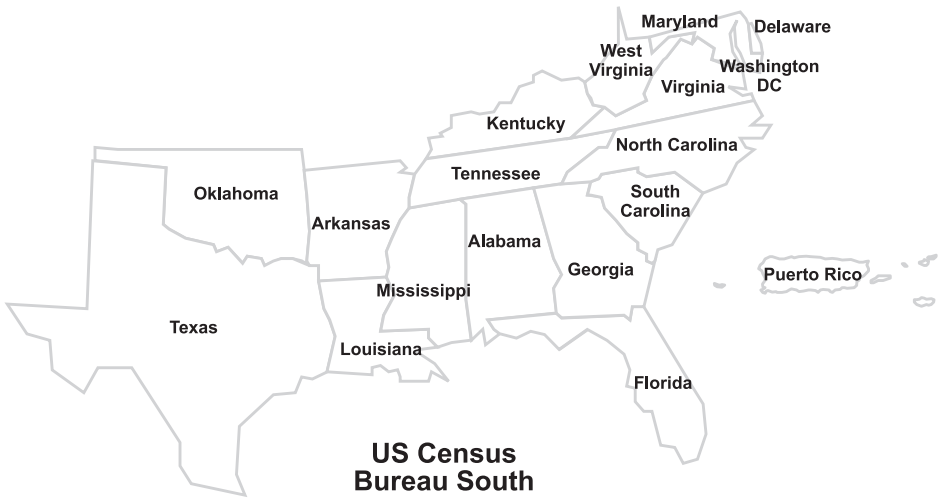 Maryland
Delaware
West
Virginia
Washington
DC
Virginia
Kentucky
North Carolina
Tennessee
Oklahoma
South
Carolina
Arkansas
Alabama
Georgia
Puerto Rico
Mississippi
Texas
Louisiana
Florida
US Census
Bureau South